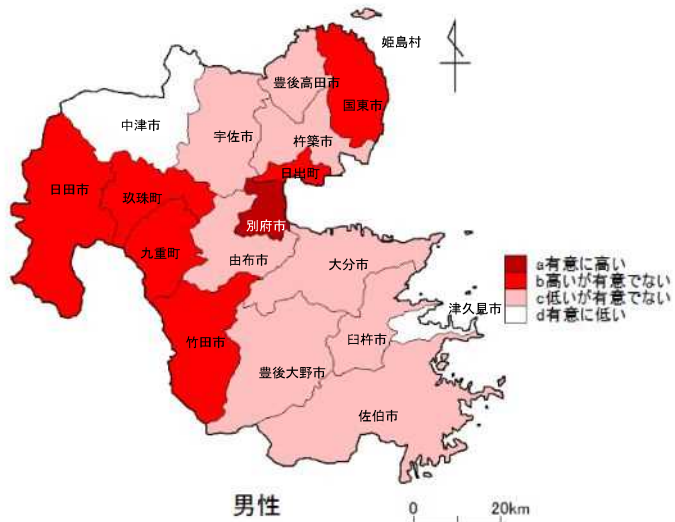 姫島村
豊後高田市
国東市
中津市
宇佐市
杵築市
日出町
日田市
玖珠町
別府市
九重町
由布市
大分市
津久見市
竹田市
臼杵市
豊後大野市
佐伯市
a有意に高い
b高いが有意でない
c低いが有意でない
d有意に低い
男性
0 20km